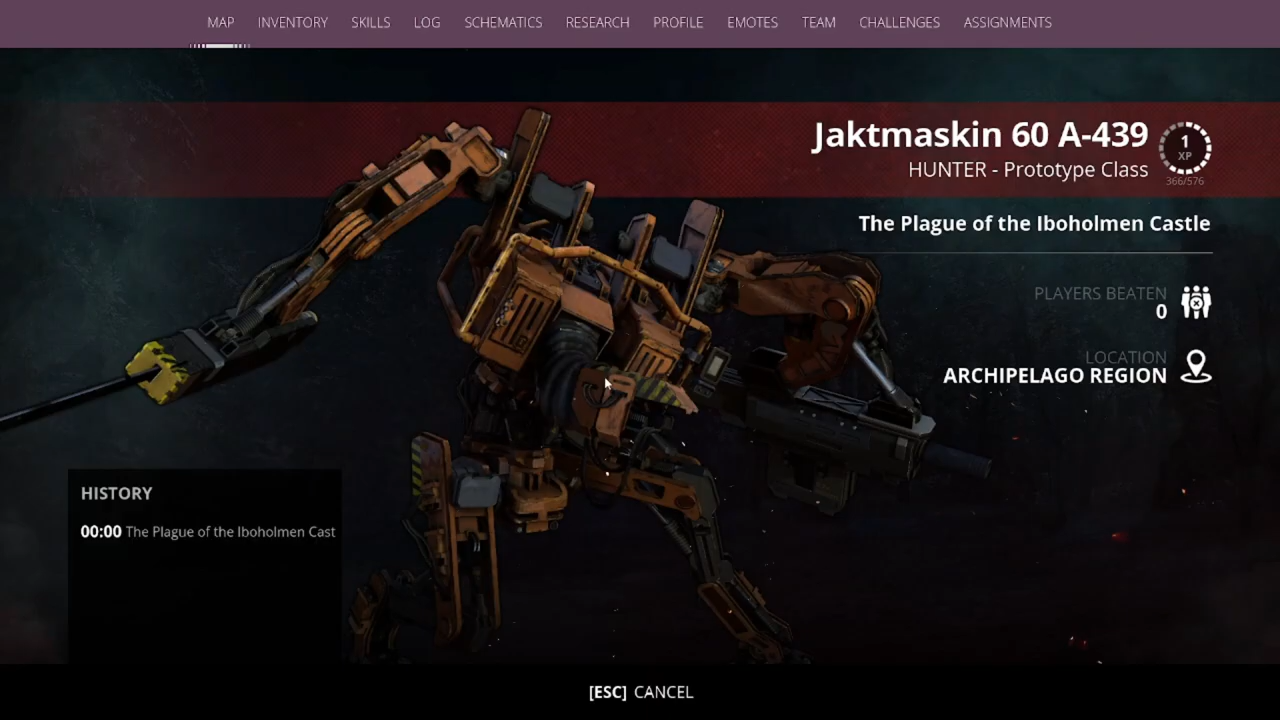 MAP INVENTORY SKILLS LOG SCHEMATICS RESEARCH PROFILE EMOTES TEAM CHALLENGES ASSIGNMENTS
Jaktmaskin 60 A-439
HUNTER - Prototype Class
1
XP
366/576
The Plague of the Iboholmen Castle
PLAYERS BEATEN
0
LOCATION
ARCHIPELAGO REGION
HISTORY
00:00 The Plague of the Iboholmen Cast
[ESC] CANCEL